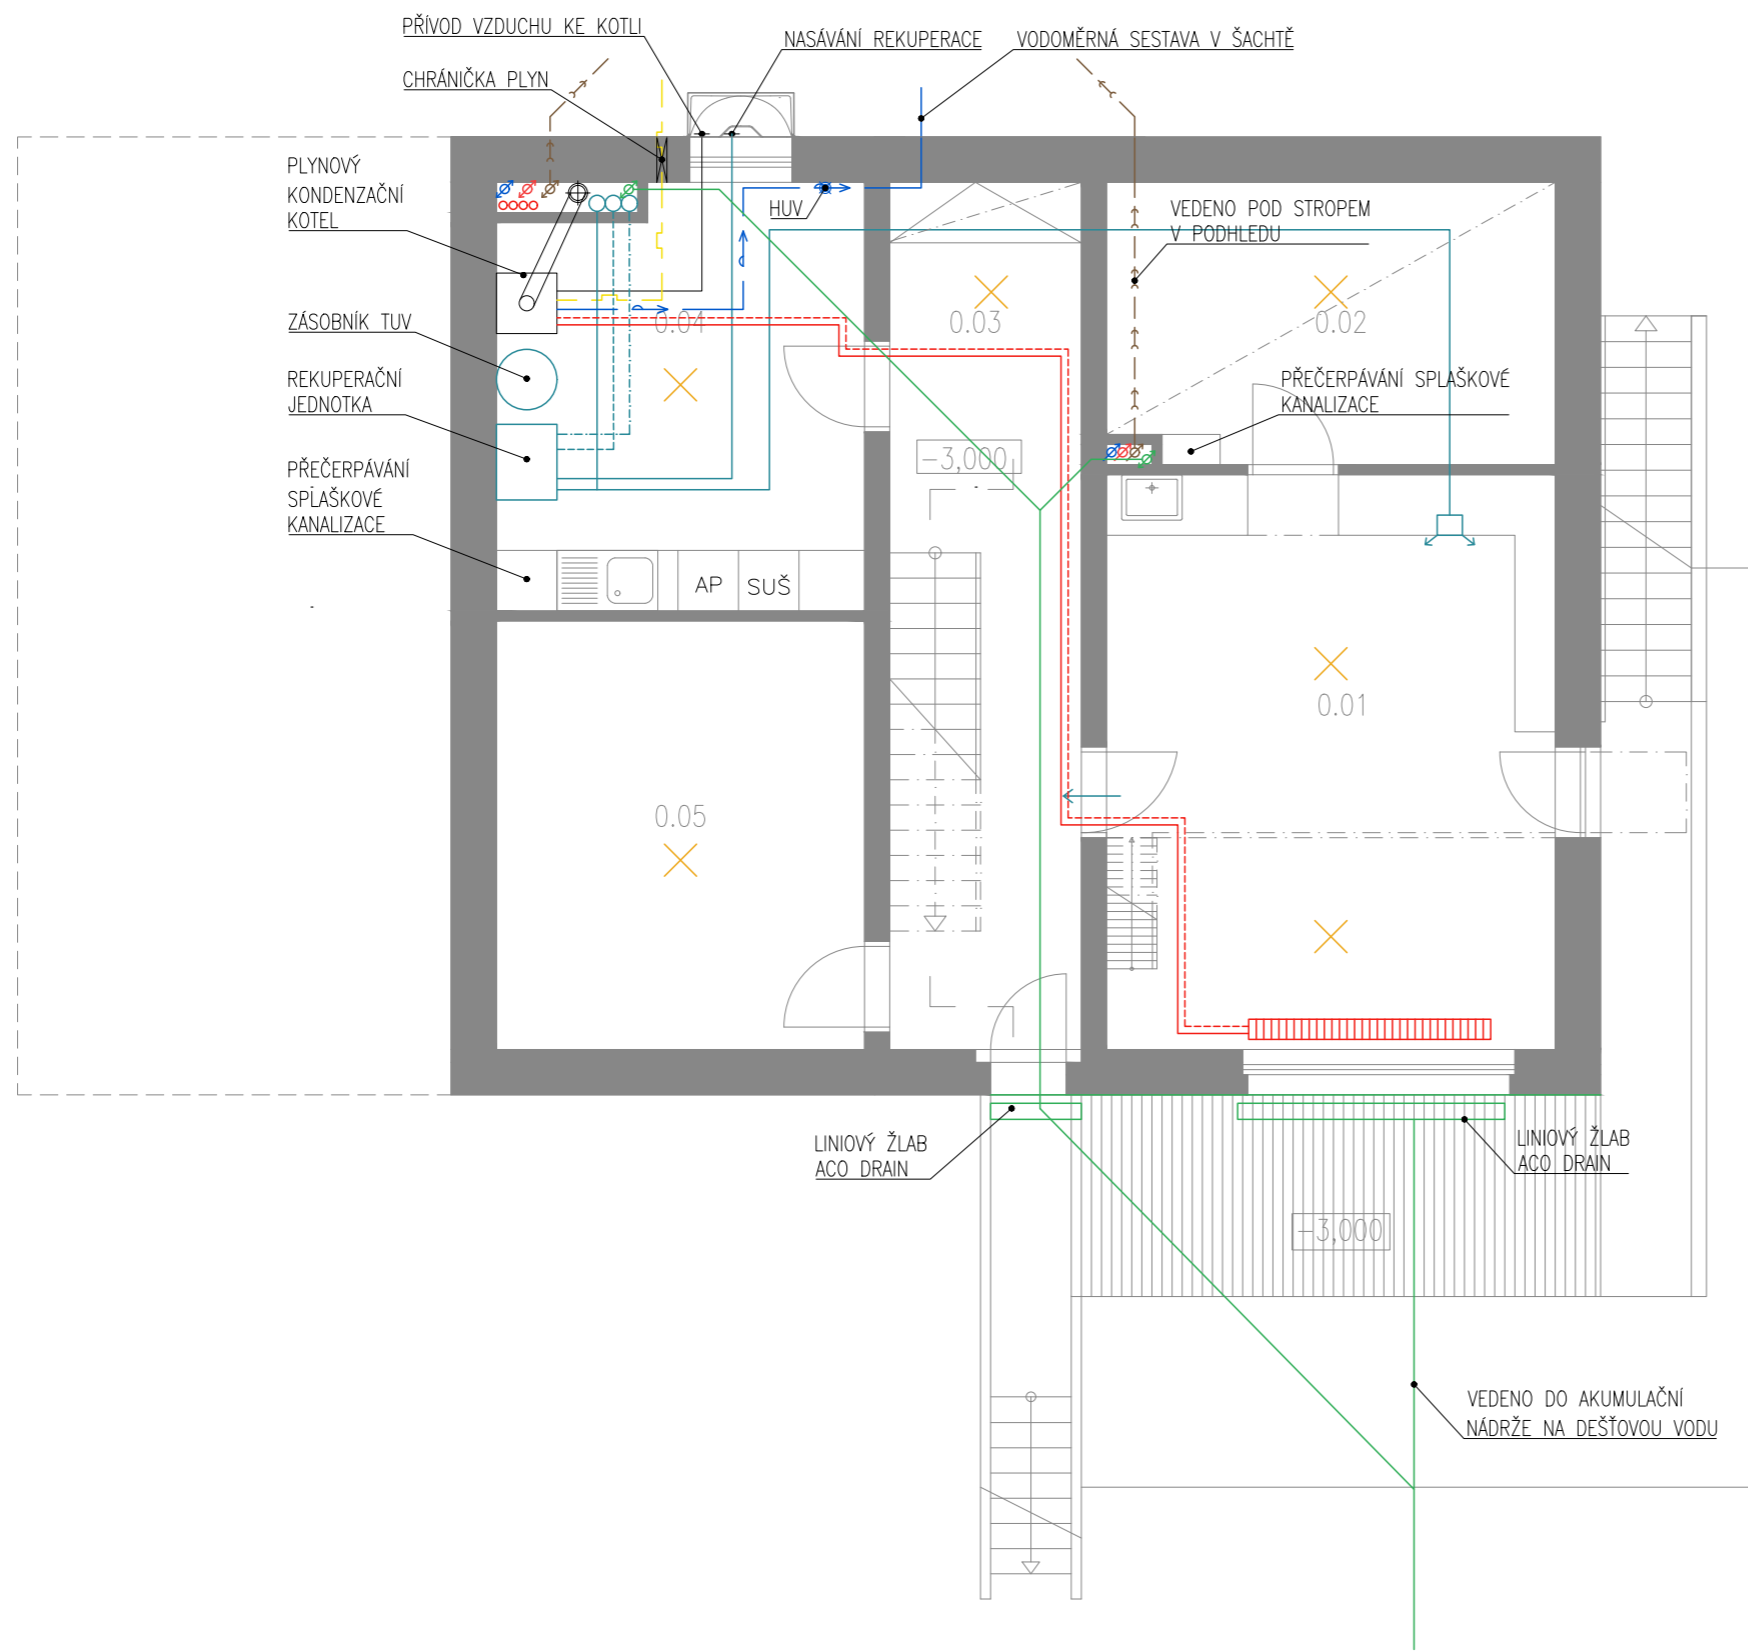 PŘÍVOD VZDUCHU KE KOTLI
NASÁVÁNÍ REKUPERACE
VODOMĚRNÁ SESTAVA V ŠACHTĚ
CHRÁNIČKA PLYN
PLYNOVÝ
KONDENZAČNÍ
KOTEL
HUV
VEDENO POD STROPEM
V PODHLEDU
0.04
0.03
0.02
ZÁSOBNÍK TUV
REKUPERAČNÍ
JEDNOTKA
PŘEČERPÁVÁNÍ SPLAŠKOVÉ
KANALIZACE
-3,000
PŘEČERPÁVÁNÍ
SPLAŠKOVÉ
KANALIZACE
AP
SUŠ
0.01
0.05
LINIOVÝ ŽLAB
ACO DRAIN
LINIOVÝ ŽLAB
ACO DRAIN
-3,000
VEDENO DO AKUMULAČNÍ
NÁDRŽE NA DEŠŤOVOU VODU